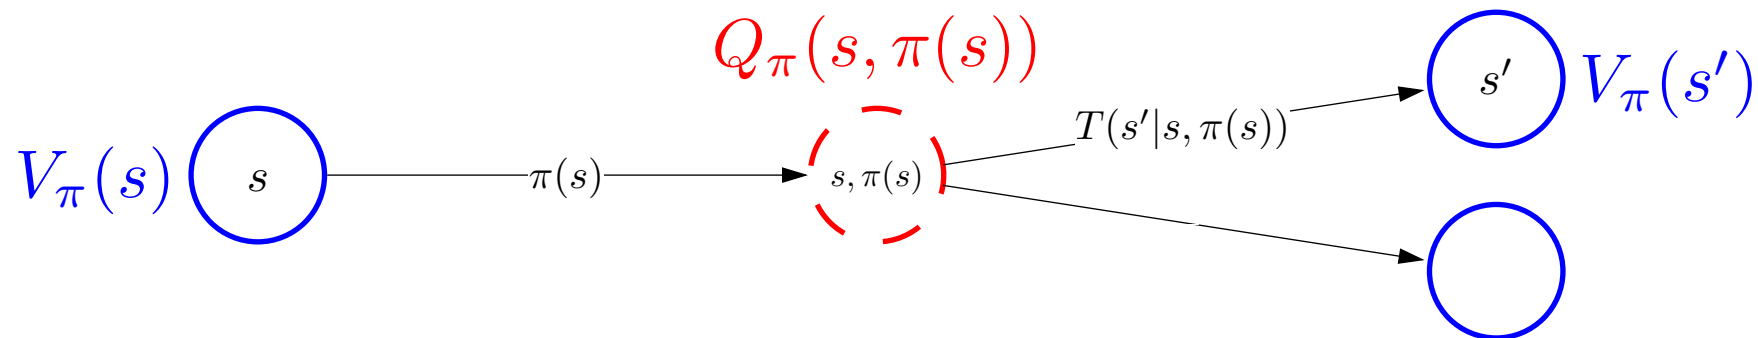 V_π(s)
s
π(s)
Q_π(s, π(s))
s, π(s)
T(s′|s, π(s))
s′
V_π(s′)